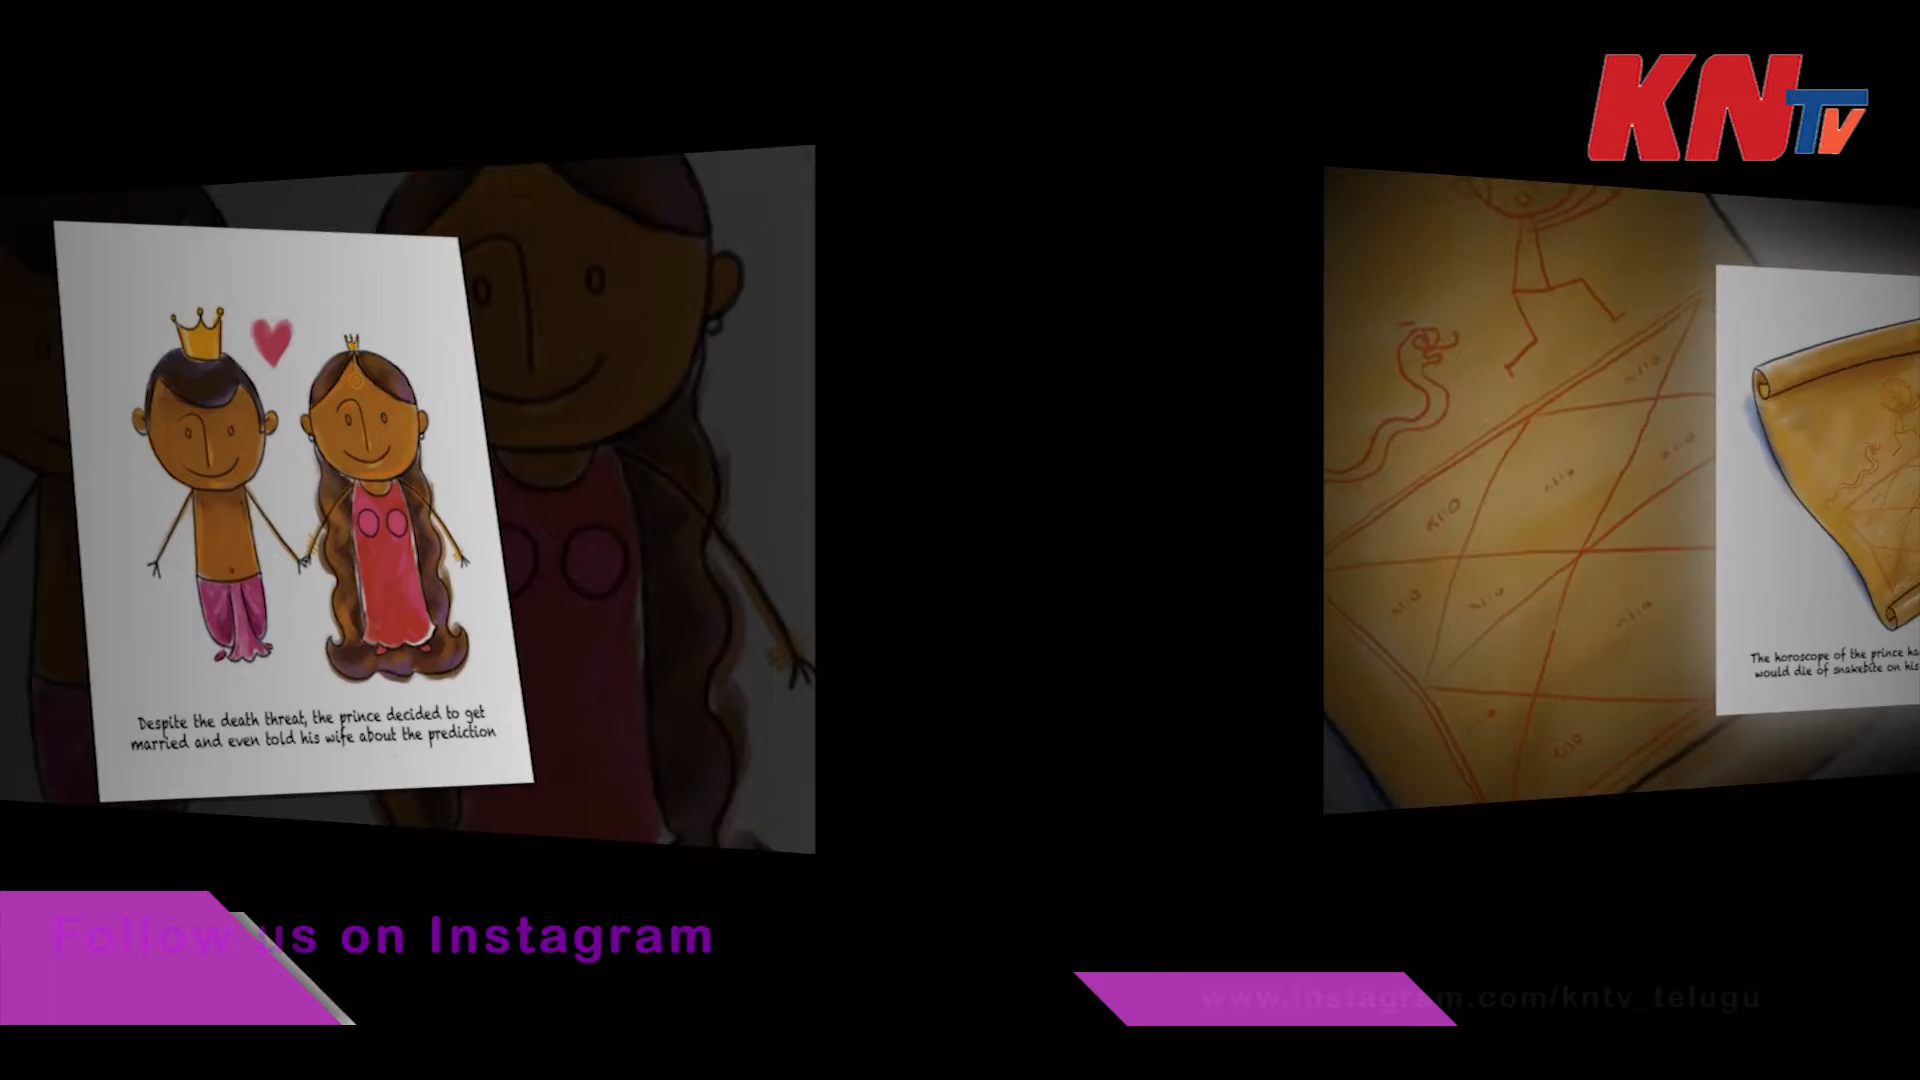 KNTv
Despite the death threat, the prince decided to get
married and even told his wife about the prediction
The horoscope of the prince ha
would die of snakebite on his
Follow us on Instagram
www.instagram.com/kntv_telugu